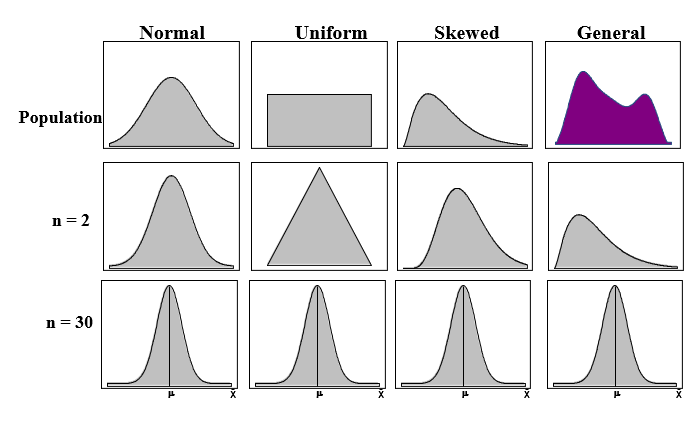 Normal Uniform Skewed General
Population
n = 2
n = 30
μ x̄ μ x̄ μ x̄ μ x̄